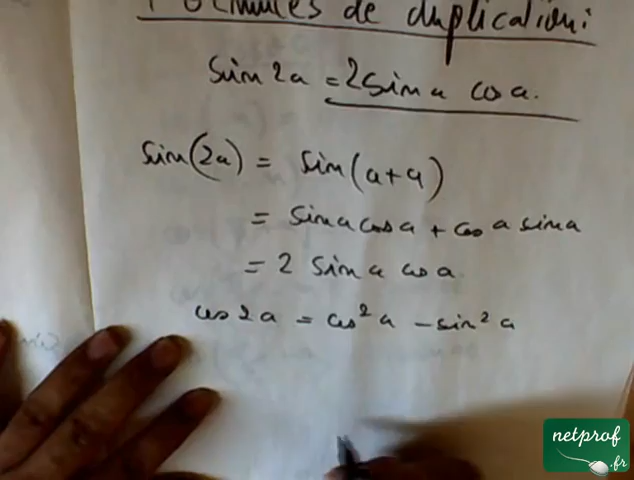 Formules de duplication:
sin 2a = 2 sin a cos a.
sin(2a) = sin(a+a)
= sin a cos a + cos a sin a
= 2 sin a cos a
cos 2a = cos² a - sin² a
netprof
.fr